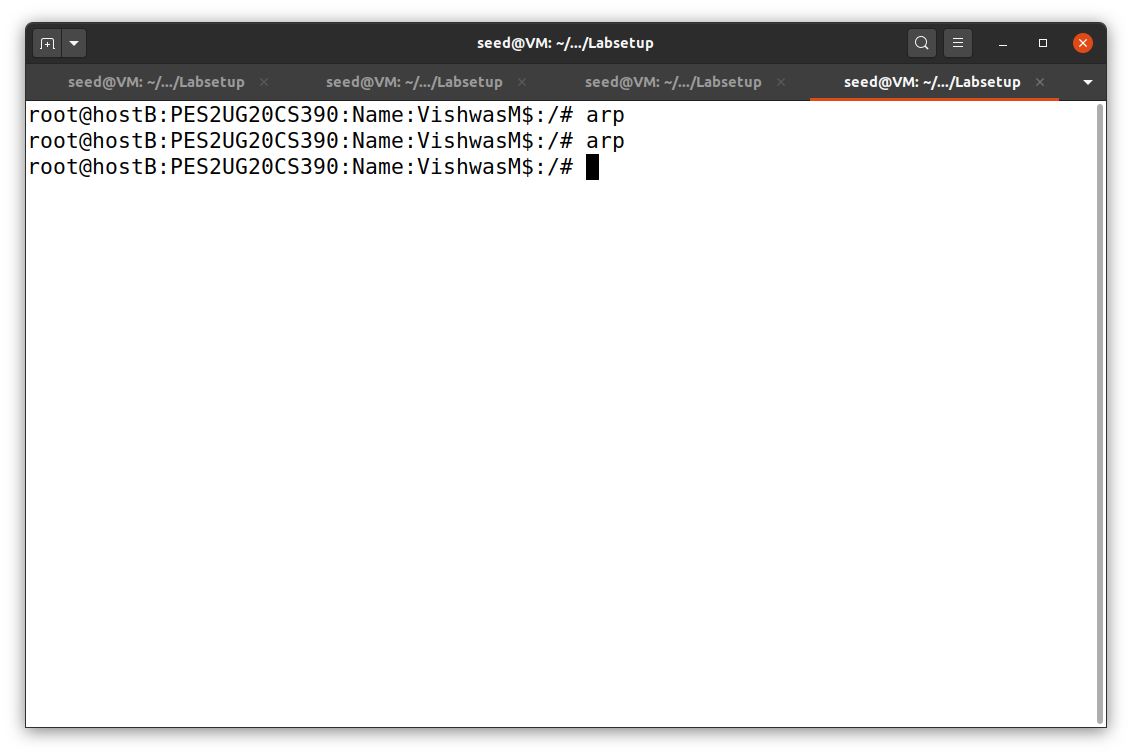 seed@VM: ~/.../Labsetup
seed@VM: ~/.../Labsetup seed@VM: ~/.../Labsetup seed@VM: ~/.../Labsetup seed@VM: ~/.../Labsetup
root@hostB:PES2UG20CS390:Name:VishwasM$:/# arp
root@hostB:PES2UG20CS390:Name:VishwasM$:/# arp
root@hostB:PES2UG20CS390:Name:VishwasM$:/#